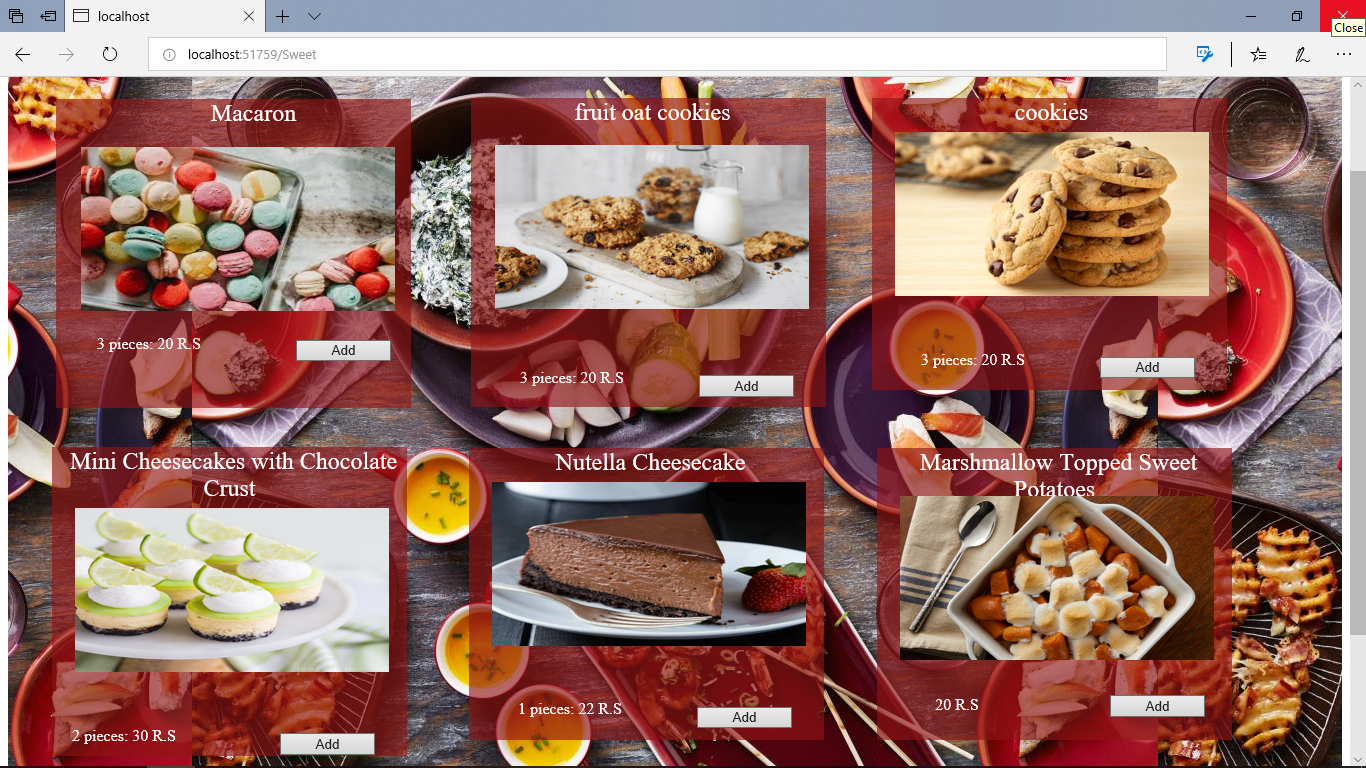 localhost
Close
localhost:51759/Sweet
Macaron
fruit oat cookies
cookies
3 pieces: 20 R.S
Add
3 pieces: 20 R.S
Add
3 pieces: 20 R.S
Add
Mini Cheesecakes with Chocolate
Crust
Nutella Cheesecake
Marshmallow Topped Sweet
Potatoes
2 pieces: 30 R.S
Add
1 pieces: 22 R.S
Add
20 R.S
Add